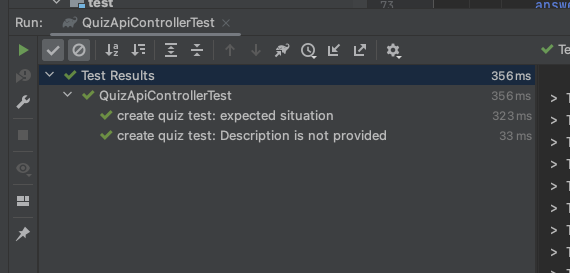 test
73
answe
Run: QuizApiControllerTest
Test Results 356 ms
QuizApiControllerTest 356 ms
create quiz test: expected situation 323 ms
create quiz test: Description is not provided 33 ms
Te
> T
> T
> T
> T
> T
> T
> T
> T